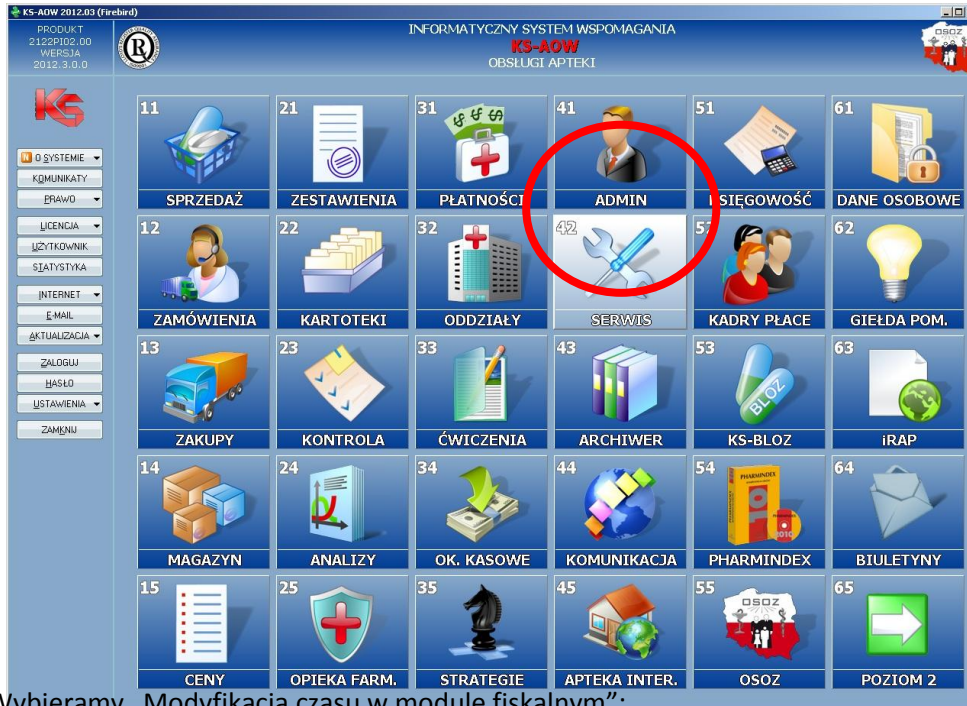 KS-AOW 2012.03 (Firebird)
PRODUKT
2122PI02.00
WERSJA
2012.3.0.0
R
INFORMATYCZNY SYSTEM WSPOMAGANIA
KS-AOW
OBSŁUGI APTEKI
OSOZ
KS
O SYSTEMIE
KOMUNIKATY
PRAWO
LICENCJA
UŻYTKOWNIK
STATYSTYKA
INTERNET
E-MAIL
AKTUALIZACJA
ZALOGUJ
HASŁO
USTAWIENIA
ZAMKNIJ
11 21 31 41 51 61
SPRZEDAŻ ZESTAWIENIA PŁATNOŚCI ADMIN KSIĘGOWOŚĆ DANE OSOBOWE
12 22 32 42 52 62
ZAMÓWIENIA KARTOTEKI ODDZIAŁY SERWIS KADRY PŁACE GIEŁDA POM.
13 23 33 43 53 63
BLOZ
ZAKUPY KONTROLA ĆWICZENIA ARCHIWER KS-BLOZ iRAP
14 24 34 44 54 64
PHARMINDEX
MAGAZYN ANALIZY OK. KASOWE KOMUNIKACJA PHARMINDEX BIULETYNY
15 25 35 45 55 65
OSOZ
CENY OPIEKA FARM. STRATEGIE APTEKA INTER. OSOZ POZIOM 2
Wybieramy „Modyfikacja czasu w module fiskalnym”: